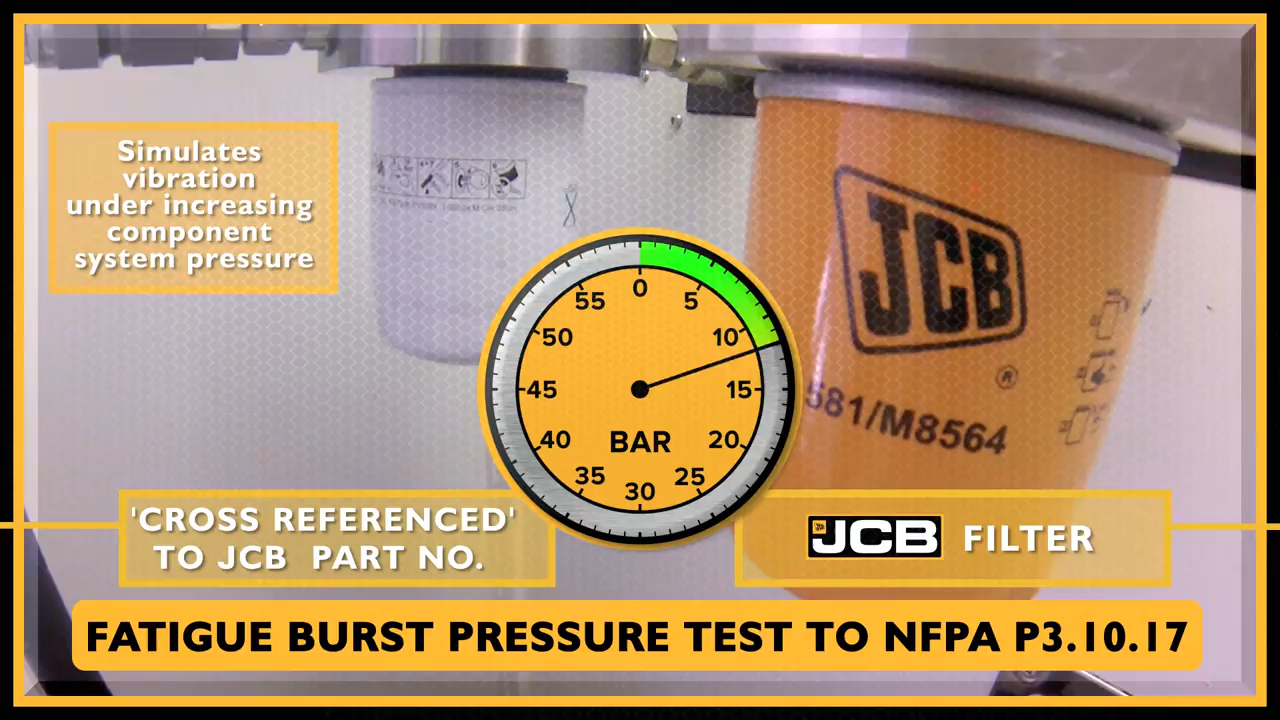 Simulates
vibration
under increasing
component
system pressure
JCB
®
581/M8564
0
5
10
15
20
25
30
35
40
45
50
55
BAR
'CROSS REFERENCED'
TO JCB PART NO.
JCB FILTER
FATIGUE BURST PRESSURE TEST TO NFPA P3.10.17